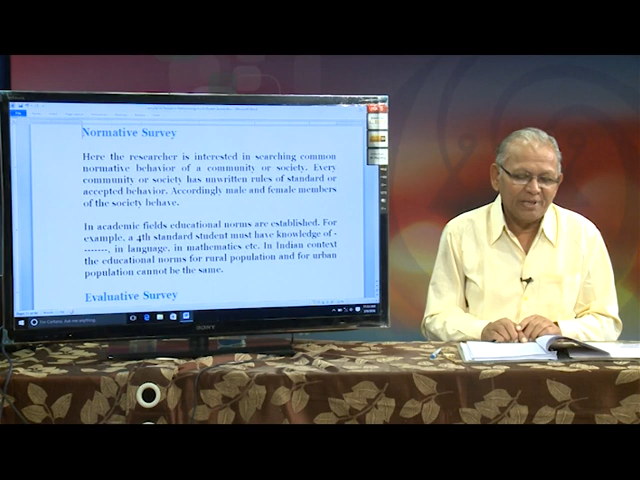 Normative Survey
Here the researcher is interested in searching common
normative behavior of a community or society. Every
community or society has unwritten rules of standard or
accepted behavior. Accordingly male and female members
of the society behave.
In academic fields educational norms are established. For
example, a 4th standard student must have knowledge of -
--------, in language, in mathematics etc. In Indian context
the educational norms for rural population and for urban
population cannot be the same.
Evaluative Survey
I'm Cortana. Ask me anything.
SONY